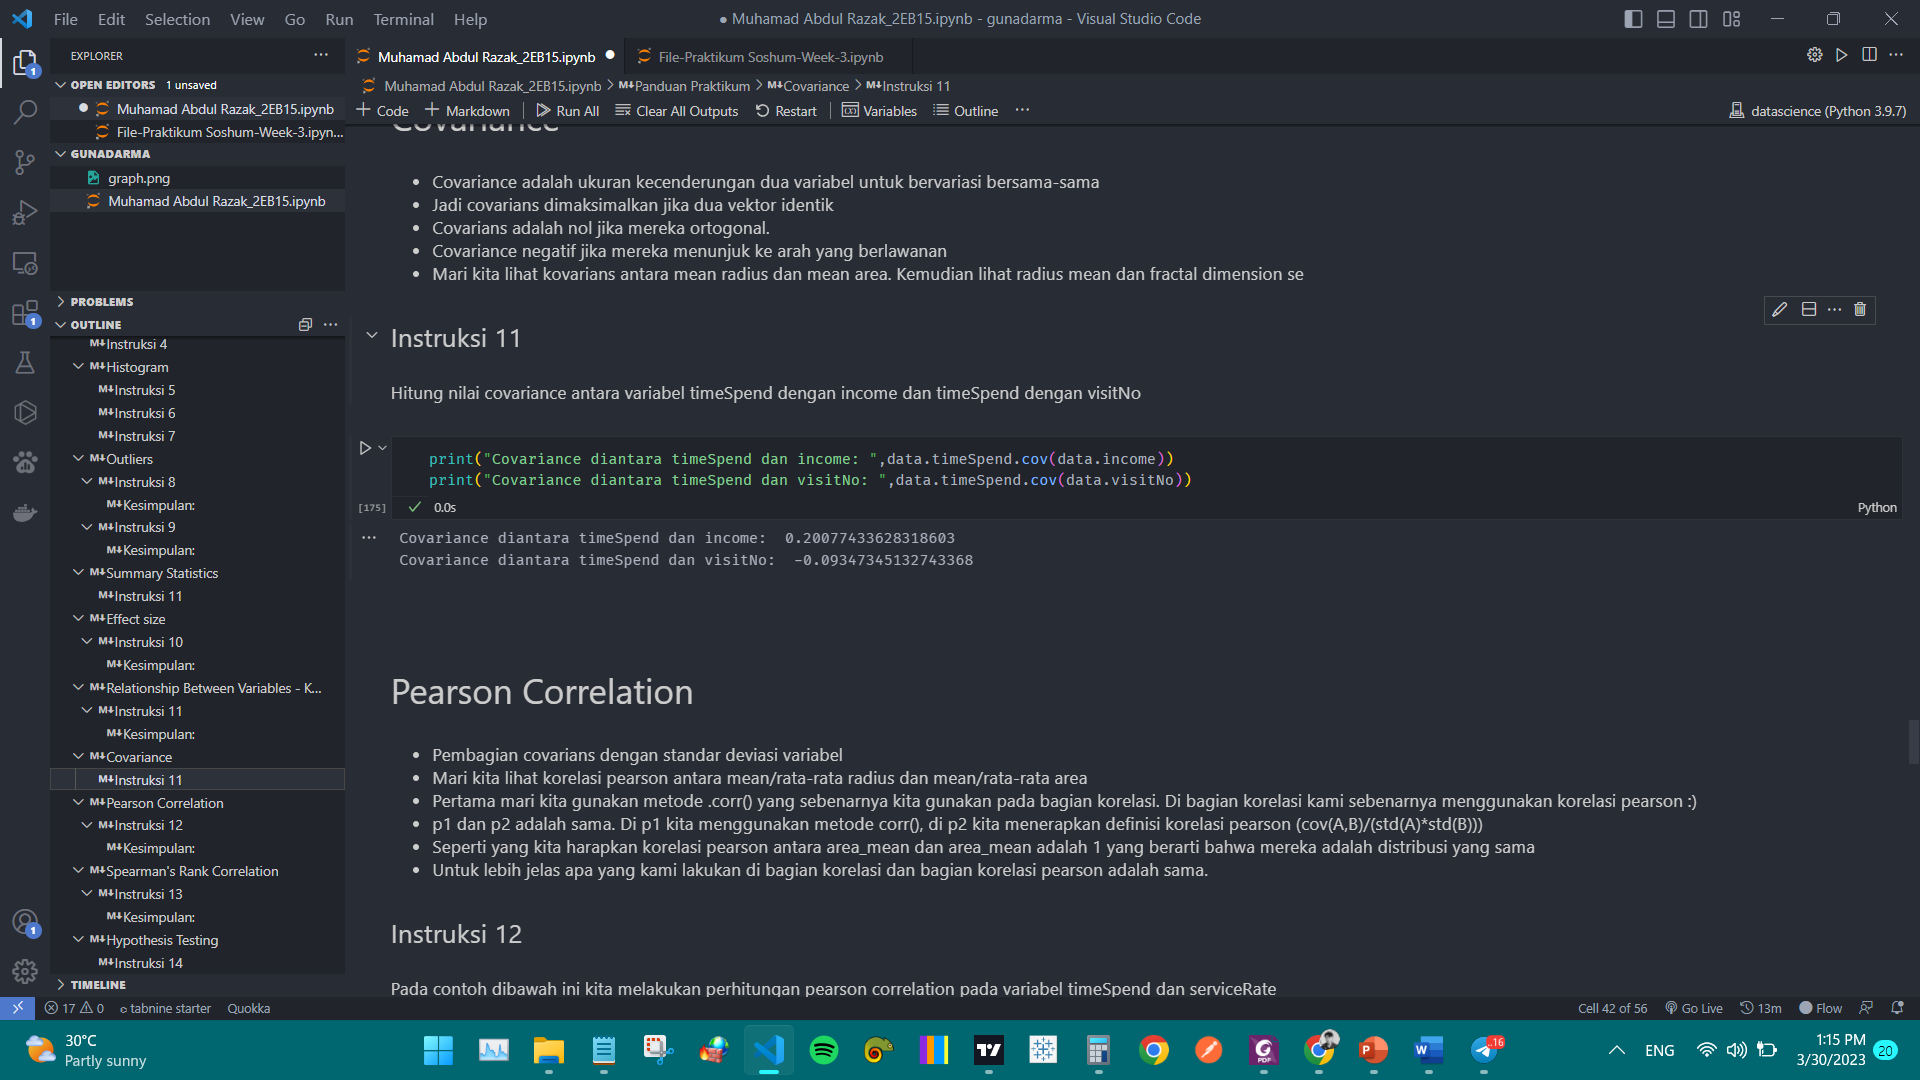 File Edit Selection View Go Run Terminal Help
● Muhamad Abdul Razak_2EB15.ipynb - gunadarma - Visual Studio Code
EXPLORER
OPEN EDITORS 1 unsaved
Muhamad Abdul Razak_2EB15.ipynb
File-Praktikum Soshum-Week-3.ipyn...
GUNADARMA
graph.png
Muhamad Abdul Razak_2EB15.ipynb
PROBLEMS
OUTLINE
Instruksi 4
Histogram
Instruksi 5
Instruksi 6
Instruksi 7
Outliers
Instruksi 8
Kesimpulan:
Instruksi 9
Kesimpulan:
Summary Statistics
Instruksi 11
Effect size
Instruksi 10
Kesimpulan:
Relationship Between Variables - K...
Instruksi 11
Kesimpulan:
Covariance
Instruksi 11
Pearson Correlation
Instruksi 12
Kesimpulan:
Spearman's Rank Correlation
Instruksi 13
Kesimpulan:
Hypothesis Testing
Instruksi 14
TIMELINE
Muhamad Abdul Razak_2EB15.ipynb ● File-Praktikum Soshum-Week-3.ipynb
Muhamad Abdul Razak_2EB15.ipynb > Panduan Praktikum > Covariance > Instruksi 11
+ Code + Markdown Run All Clear All Outputs Restart Variables Outline ... datascience (Python 3.9.7)
Covariance
• Covariance adalah ukuran kecenderungan dua variabel untuk bervariasi bersama-sama
• Jadi covarians dimaksimalkan jika dua vektor identik
• Covarians adalah nol jika mereka ortogonal.
• Covariance negatif jika mereka menunjuk ke arah yang berlawanan
• Mari kita lihat kovarians antara mean radius dan mean area. Kemudian lihat radius mean dan fractal dimension se
Instruksi 11
Hitung nilai covariance antara variabel timeSpend dengan income dan timeSpend dengan visitNo
print("Covariance diantara timeSpend dan income: ",data.timeSpend.cov(data.income))
print("Covariance diantara timeSpend dan visitNo: ",data.timeSpend.cov(data.visitNo))
[175] ✓ 0.0s Python
Covariance diantara timeSpend dan income:  0.20077433628318603
Covariance diantara timeSpend dan visitNo:  -0.09347345132743368
Pearson Correlation
• Pembagian covarians dengan standar deviasi variabel
• Mari kita lihat korelasi pearson antara mean/rata-rata radius dan mean/rata-rata area
• Pertama mari kita gunakan metode .corr() yang sebenarnya kita gunakan pada bagian korelasi. Di bagian korelasi kami sebenarnya menggunakan korelasi pearson :)
• p1 dan p2 adalah sama. Di p1 kita menggunakan metode corr(), di p2 kita menerapkan definisi korelasi pearson (cov(A,B)/(std(A)*std(B)))
• Seperti yang kita harapkan korelasi pearson antara area_mean dan area_mean adalah 1 yang berarti bahwa mereka adalah distribusi yang sama
• Untuk lebih jelas apa yang kami lakukan di bagian korelasi dan bagian korelasi pearson adalah sama.
Instruksi 12
Pada contoh dibawah ini kita melakukan perhitungan pearson correlation pada variabel timeSpend dan serviceRate
17 0 tabnine starter Quokka
Cell 42 of 56 Go Live 13m Flow
30°C
Partly sunny
ENG
1:15 PM
3/30/2023
20